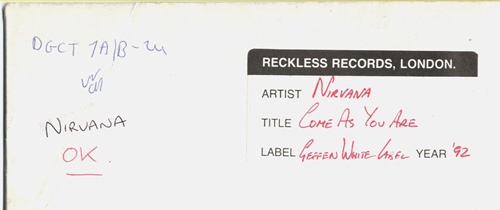 DGCT 7A/B-2u
NIRVANA
OK.
RECKLESS RECORDS, LONDON.
ARTIST NIRVANA
TITLE COME AS YOU ARE
LABEL GEFFEN WHITE LABEL YEAR '92